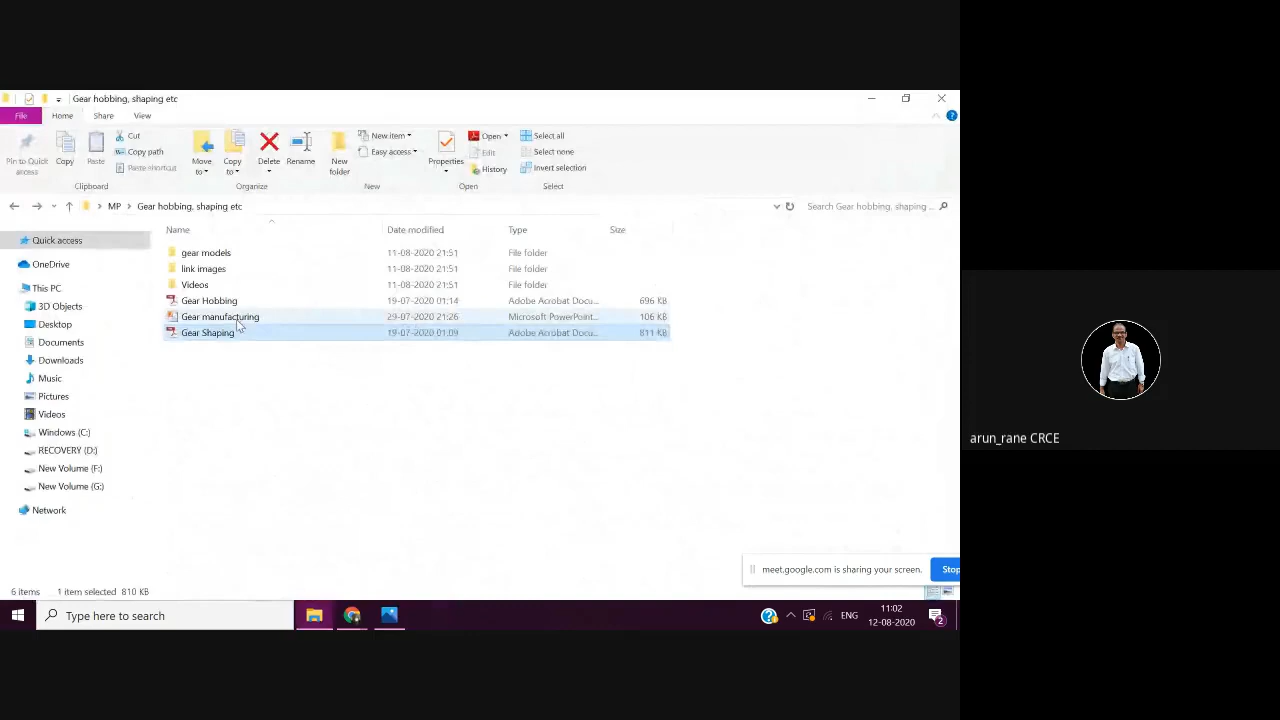 Gear hobbing, shaping etc
File Home Share View
Pin to Quick access
Copy
Paste
Cut
Copy path
Paste shortcut
Clipboard
Move to
Copy to
Delete
Rename
Organize
New folder
New item
Easy access
New
Properties
Open
Edit
History
Open
Select all
Select none
Invert selection
Select
MP > Gear hobbing, shaping etc
Search Gear hobbing, shaping ...
Name Date modified Type Size
gear models 11-08-2020 21:51 File folder
link images 11-08-2020 21:51 File folder
Videos 11-08-2020 21:51 File folder
Gear Hobbing 19-07-2020 01:14 Adobe Acrobat Docu... 696 KB
Gear manufacturing 29-07-2020 21:26 Microsoft PowerPoint... 106 KB
Gear Shaping 19-07-2020 01:09 Adobe Acrobat Docu... 811 KB
Quick access
OneDrive
This PC
3D Objects
Desktop
Documents
Downloads
Music
Pictures
Videos
Windows (C:)
RECOVERY (D:)
New Volume (F:)
New Volume (G:)
Network
arun_rane CRCE
meet.google.com is sharing your screen.
Stop
6 items 1 item selected 810 KB
Type here to search
ENG
11:02
12-08-2020
2